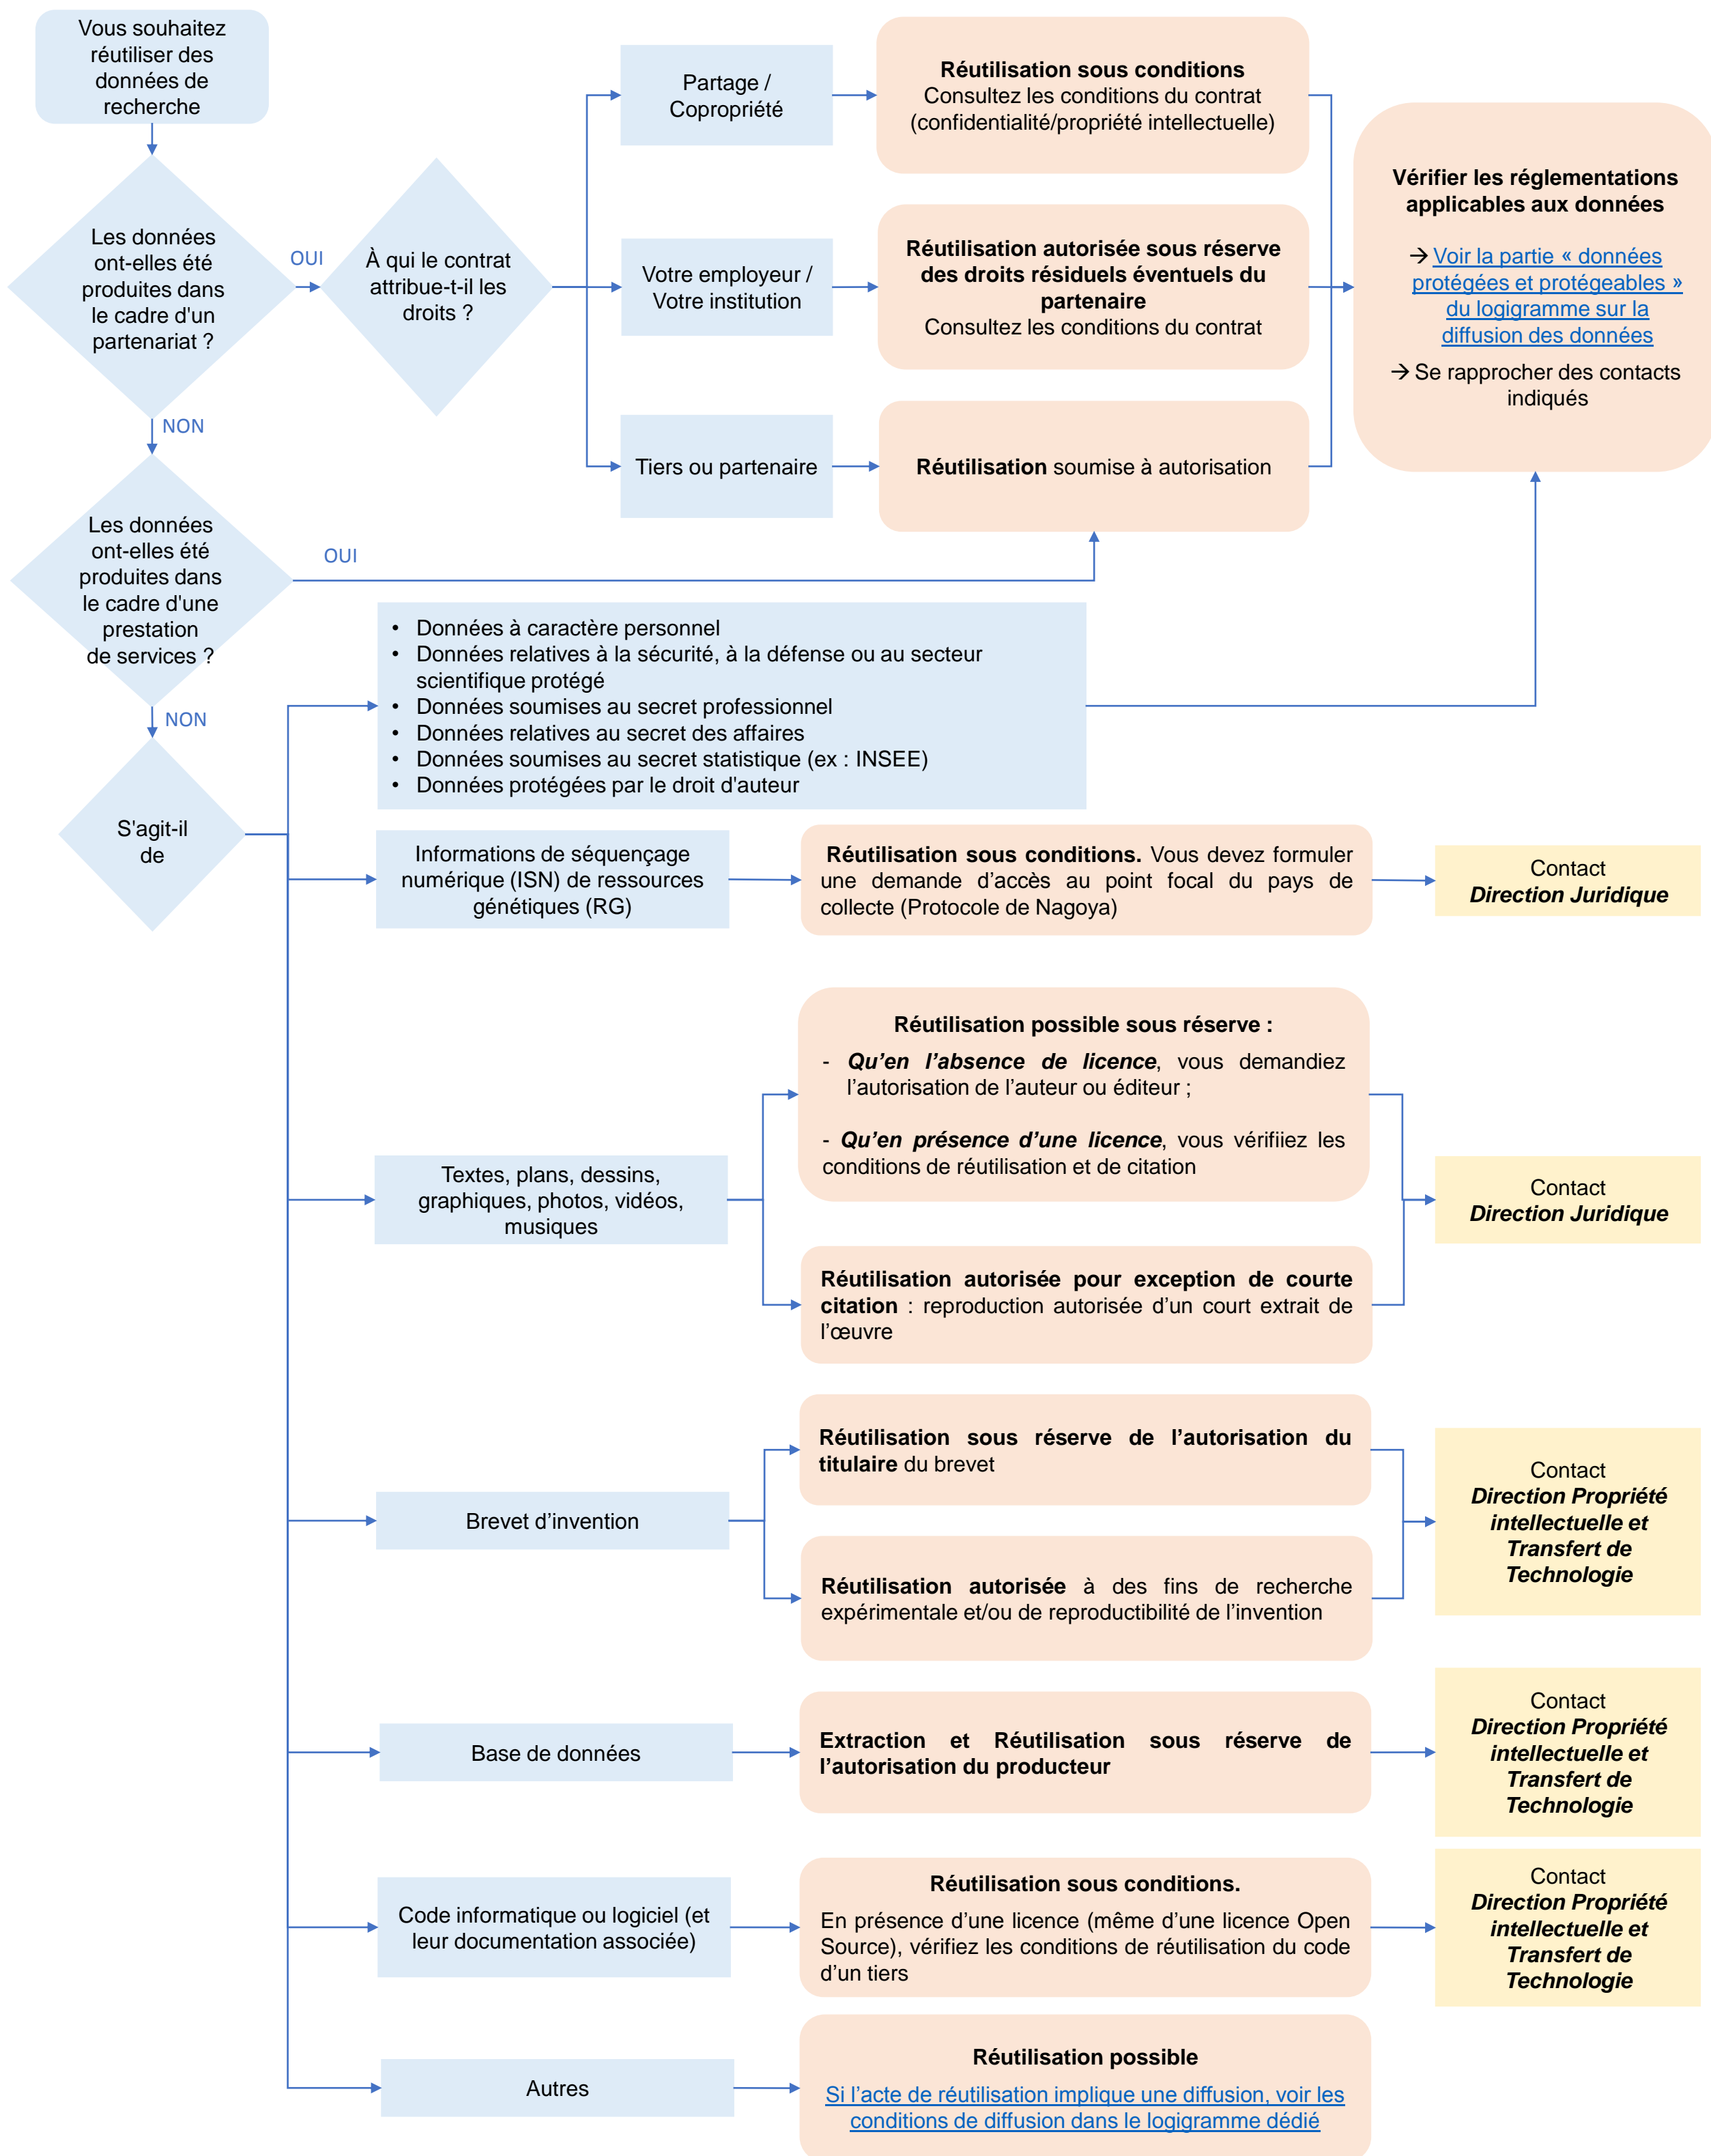 Vous souhaitez
réutiliser des
données de
recherche
Les données
ont-elles été
produites dans
le cadre d'un
partenariat ?
OUI
À qui le contrat
attribue-t-il les
droits ?
Partage /
Copropriété
Réutilisation sous conditions
Consultez les conditions du contrat
(confidentialité/propriété intellectuelle)
Votre employeur /
Votre institution
Réutilisation autorisée sous réserve
des droits résiduels éventuels du
partenaire
Consultez les conditions du contrat
Tiers ou partenaire
Réutilisation soumise à autorisation
Vérifier les réglementations
applicables aux données
→ Voir la partie « données
protégées et protégeables »
du logigramme sur la
diffusion des données
→ Se rapprocher des contacts
indiqués
NON
Les données
ont-elles été
produites dans
le cadre d'une
prestation
de services ?
OUI
NON
S'agit-il
de
• Données à caractère personnel
• Données relatives à la sécurité, à la défense ou au secteur
scientifique protégé
• Données soumises au secret professionnel
• Données relatives au secret des affaires
• Données soumises au secret statistique (ex : INSEE)
• Données protégées par le droit d'auteur
Informations de séquençage
numérique (ISN) de ressources
génétiques (RG)
Réutilisation sous conditions. Vous devez formuler
une demande d’accès au point focal du pays de
collecte (Protocole de Nagoya)
Contact
Direction Juridique
Textes, plans, dessins,
graphiques, photos, vidéos,
musiques
Réutilisation possible sous réserve :
- Qu’en l’absence de licence, vous demandiez
l’autorisation de l’auteur ou éditeur ;
- Qu’en présence d’une licence, vous vérifiiez les
conditions de réutilisation et de citation
Réutilisation autorisée pour exception de courte
citation : reproduction autorisée d’un court extrait de
l’œuvre
Contact
Direction Juridique
Brevet d’invention
Réutilisation sous réserve de l’autorisation du
titulaire du brevet
Réutilisation autorisée à des fins de recherche
expérimentale et/ou de reproductibilité de l’invention
Contact
Direction Propriété
intellectuelle et
Transfert de
Technologie
Base de données
Extraction et Réutilisation sous réserve de
l’autorisation du producteur
Contact
Direction Propriété
intellectuelle et
Transfert de
Technologie
Code informatique ou logiciel (et
leur documentation associée)
Réutilisation sous conditions.
En présence d’une licence (même d’une licence Open
Source), vérifiez les conditions de réutilisation du code
d’un tiers
Contact
Direction Propriété
intellectuelle et
Transfert de
Technologie
Autres
Réutilisation possible
Si l’acte de réutilisation implique une diffusion, voir les
conditions de diffusion dans le logigramme dédié